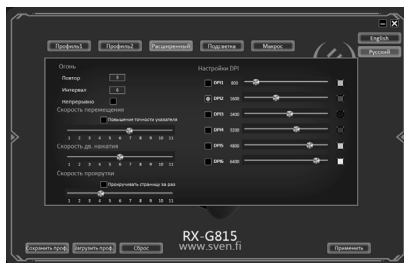 English
Профиль1 Профиль2 Расширенный Подсветка Макрос
Русский
Огонь
Повтор 3
Интервал 6
Непрерывно
Скорость перемещения
Повышение точности указателя
1 2 3 4 5 6 7 8 9 10 11
Скорость дв. нажатия
1 2 3 4 5 6 7 8 9 10 11
Скорость прокрутки
Прокручивать страницу за раз
1 2 3 4 5 6 7 8 9 10 11
Настройки DPI
DPI1 800
DPI2 1600
DPI3 2400
DPI4 3200
DPI5 4800
DPI6 6400
RX-G815
www.sven.fi
Сохранить проф. Загрузить проф. Сброс Применить